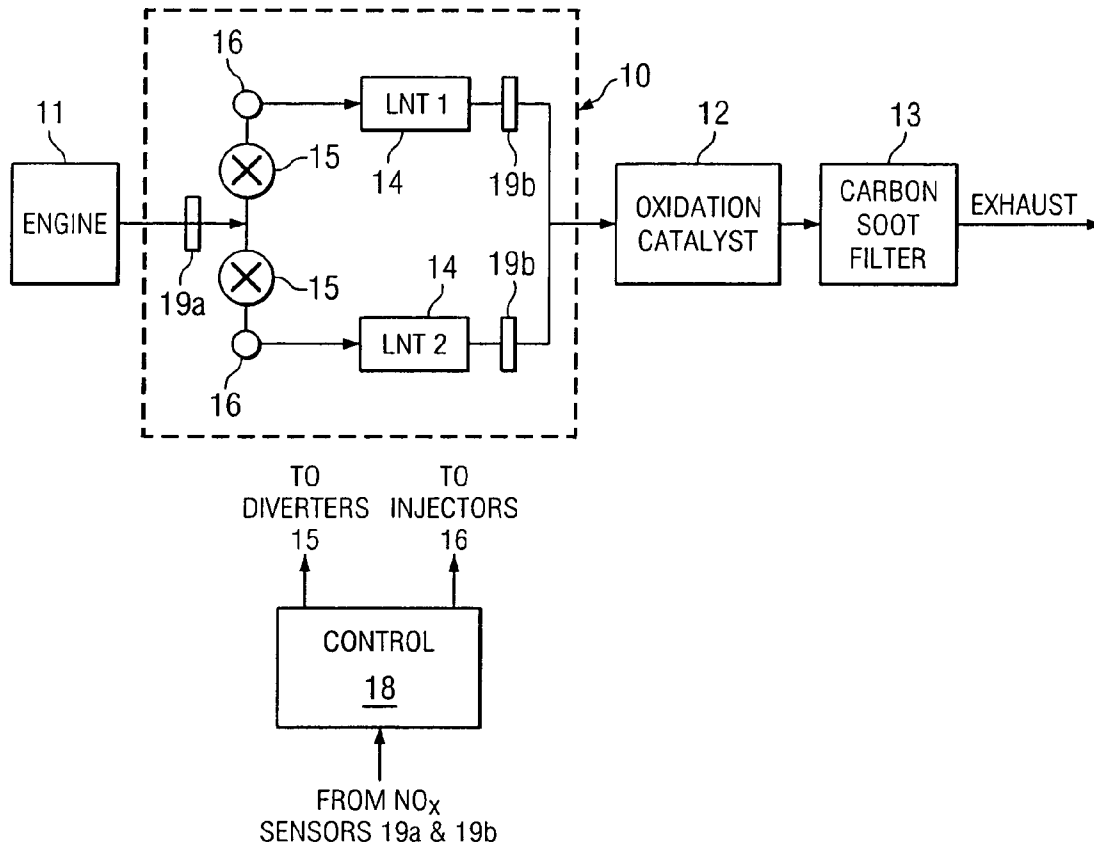 16
LNT 1
10
11
15
14
19b
12
13
ENGINE
OXIDATION
CATALYST
CARBON
SOOT
FILTER
EXHAUST
19a
15
14
19b
LNT 2
16
TO
DIVERTERS
15
TO
INJECTORS
16
CONTROL
18
FROM NOx
SENSORS 19a & 19b